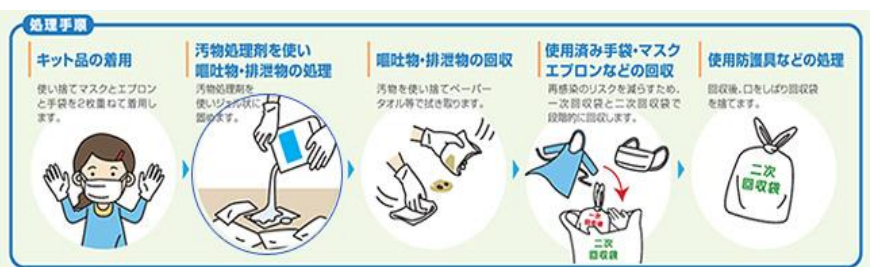 処理手順
キット品の着用
使い捨てマスクとエプロン
と手袋を2枚重ねて着用し
ます。
汚物処理剤を使い
嘔吐物・排泄物の処理
汚物処理剤を
使いジェル状に
固めます。
嘔吐物・排泄物の回収
汚物を使い捨てペーパー
タオル等で拭き取ります。
使用済み手袋・マスク
エプロンなどの回収
再感染のリスクを減らすため、
一次回収袋と二次回収袋で
段階的に回収します。
一次
回収袋
二次
回収袋
使用防護具などの処理
回収後、口をしばり回収袋
を捨てます。
二次
回収袋